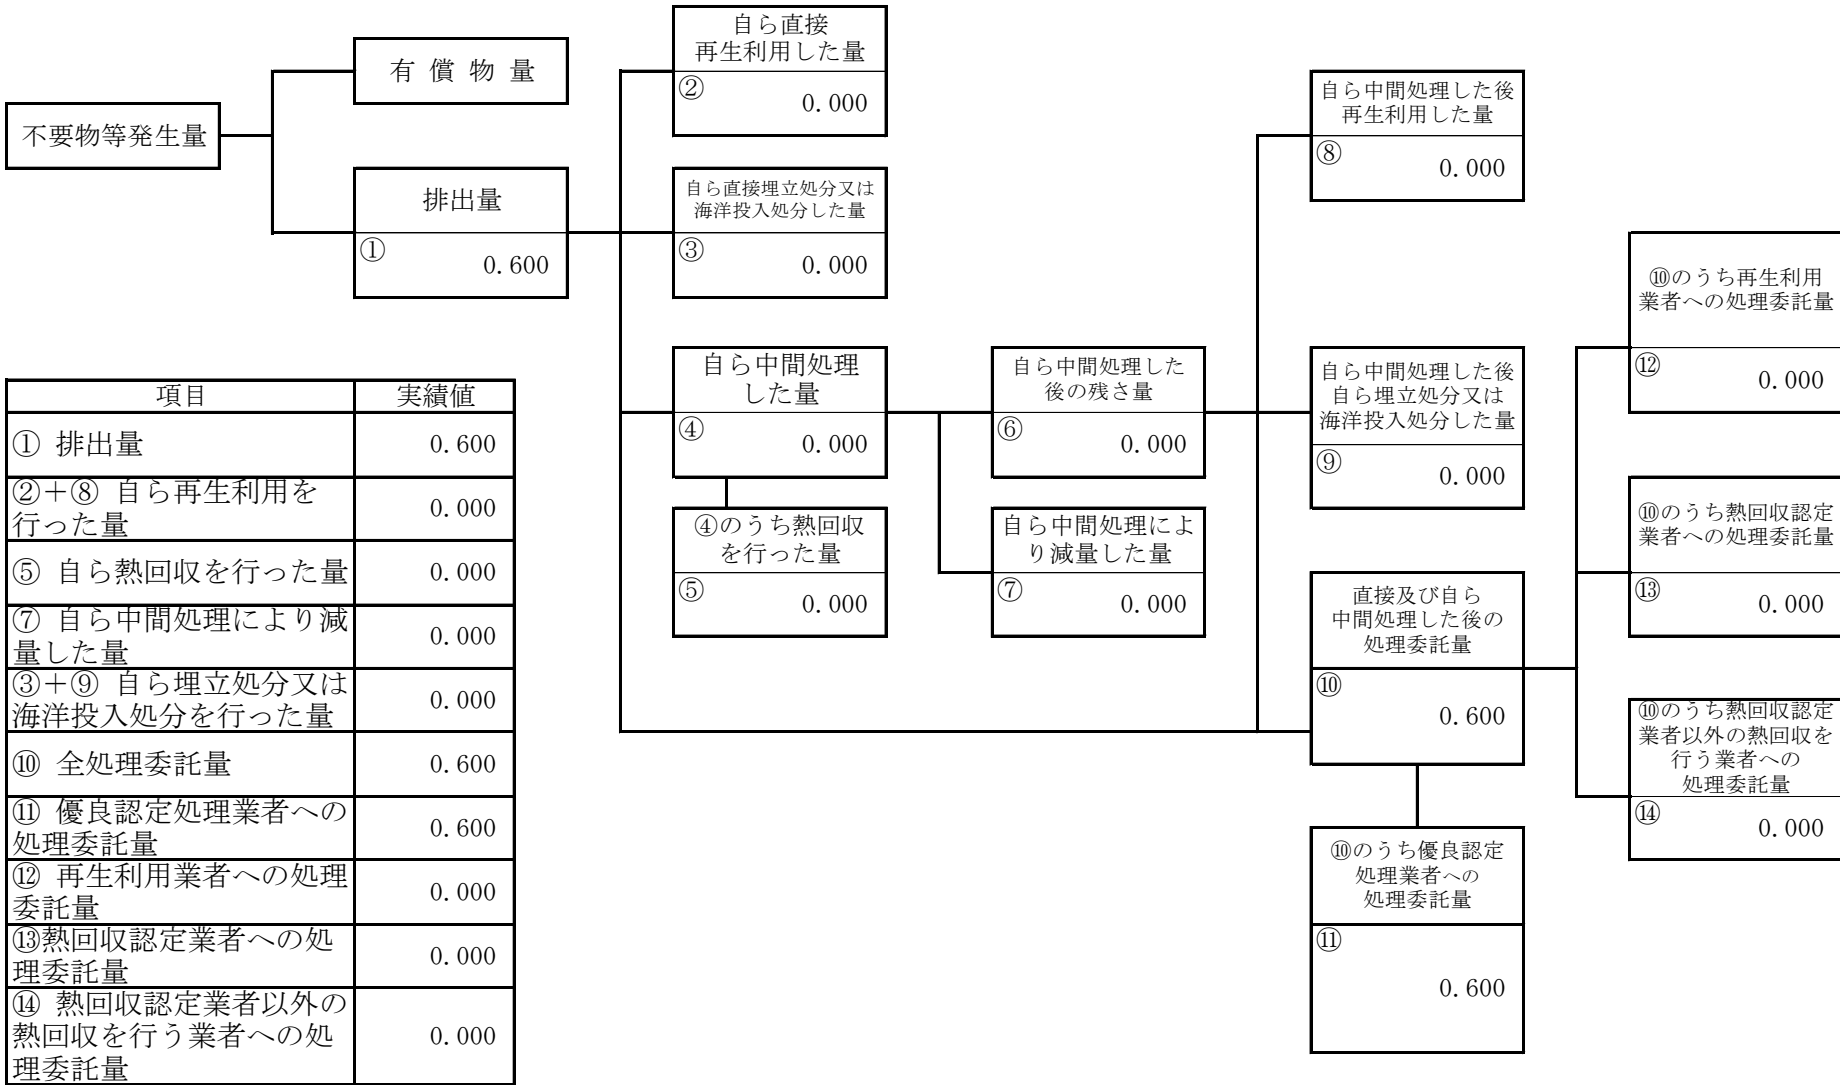 不要物等発生量
有 償 物 量
排出量
① 0.600
自ら直接
再生利用した量
② 0.000
自ら直接埋立処分又は
海洋投入処分した量
③ 0.000
自ら中間処理
した量
④ 0.000
④のうち熱回収
を行った量
⑤ 0.000
自ら中間処理した
後の残さ量
⑥ 0.000
自ら中間処理によ
り減量した量
⑦ 0.000
自ら中間処理した後
再生利用した量
⑧ 0.000
自ら中間処理した後
自ら埋立処分又は
海洋投入処分した量
⑨ 0.000
直接及び自ら
中間処理した後の
処理委託量
⑩ 0.600
⑩のうち優良認定
処理業者への
処理委託量
⑪ 0.600
⑩のうち再生利用
業者への処理委託量
⑫ 0.000
⑩のうち熱回収認定
業者への処理委託量
⑬ 0.000
⑩のうち熱回収認定
業者以外の熱回収を
行う業者への
処理委託量
⑭ 0.000
項目 実績値
① 排出量 0.600
②＋⑧ 自ら再生利用を
行った量 0.000
⑤ 自ら熱回収を行った量 0.000
⑦ 自ら中間処理により減
量した量 0.000
③＋⑨ 自ら埋立処分又は
海洋投入処分を行った量 0.000
⑩ 全処理委託量 0.600
⑪ 優良認定処理業者への
処理委託量 0.600
⑫ 再生利用業者への処理
委託量 0.000
⑬熱回収認定業者への処
理委託量 0.000
⑭ 熱回収認定業者以外の
熱回収を行う業者への処
理委託量 0.000